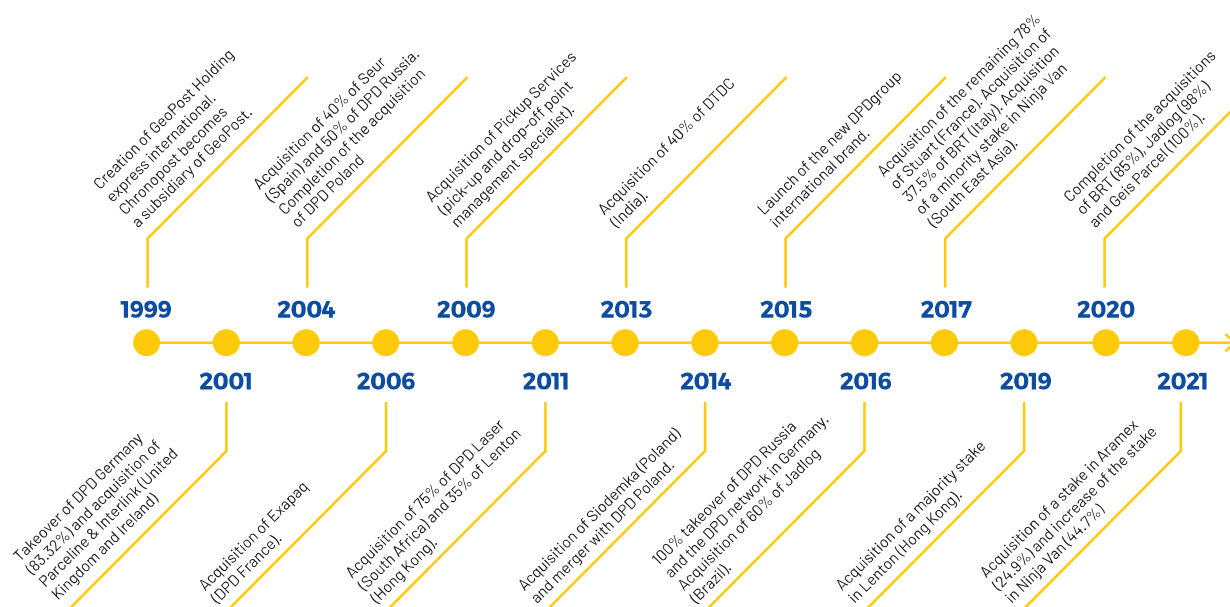 Creation of GeoPost Holding
express international.
Chronopost becomes
a subsidiary of GeoPost.
1999
Takeover of DPD Germany
(83.32%) and acquisition of
Parceline & Interlink (United
Kingdom and Ireland)
2001
Acquisition of 40% of Seur
(Spain) and 50% of DPD Russia.
Completion of the acquisition
of DPD Poland
2004
Acquisition of Exapaq
(DPD France).
2006
Acquisition of Pickup Services
(pick-up and drop-off point
management specialist).
2009
Acquisition of 75% of DPD Laser
(South Africa) and 35% of Lenton
(Hong Kong).
2011
Acquisition of 40% of DTDC
(India).
2013
Acquisition of Siodemka (Poland)
and merger with DPD Poland.
2014
Launch of the new DPDgroup
international brand.
2015
100% takeover of DPD Russia
and the DPD network in Germany.
Acquisition of 60% of Jadlog
(Brazil).
2016
Acquisition of the remaining 78%
of Stuart (France). Acquisition of
37.5% of BRT (Italy). Acquisition
of a minority stake in Ninja Van
(South East Asia).
2017
Acquisition of a majority stake
in Lenton (Hong Kong).
2019
Completion of the acquisitions
of BRT (85%), Jadlog (98%)
and Geis Parcel (100%).
2020
Acquisition of a stake in Aramex
(24.9%) and increase of the stake
in Ninja Van (44.7%)
2021